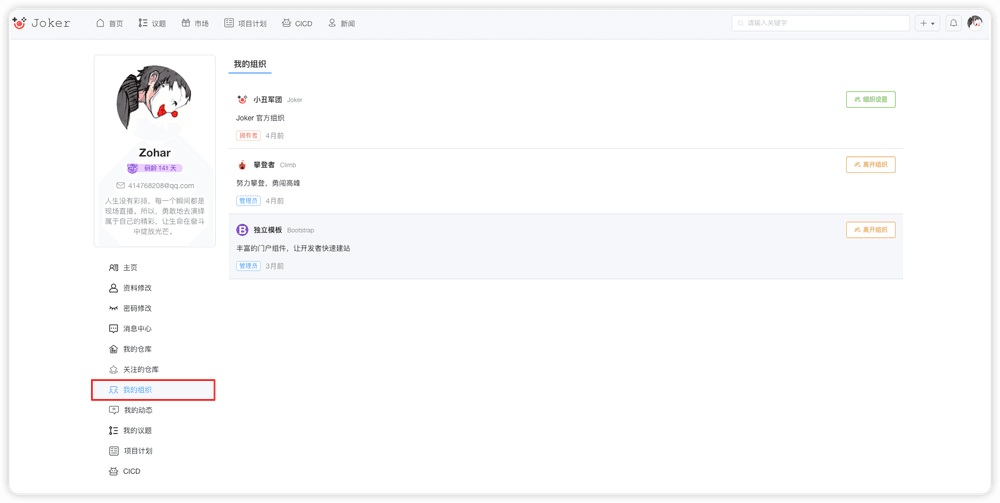 Joker 首页 议题 市场 项目计划 CICD 新闻 请输入关键字
Zohar
码龄 141 天
414768208@qq.com
人生没有彩排，每一个瞬间都是
现场直播。所以，勇敢地去演绎
属于自己的精彩，让生命在奋斗
中绽放光芒。
主页
资料修改
密码修改
消息中心
我的仓库
关注的仓库
我的组织
我的动态
我的议题
项目计划
CICD
我的组织
小丑军团 Joker 组织设置
Joker 官方组织
拥有者 4月前
攀登者 Climb 离开组织
努力攀登，勇闯高峰
管理员 4月前
独立模板 Bootstrap 离开组织
丰富的门户组件，让开发者快速建站
管理员 3月前